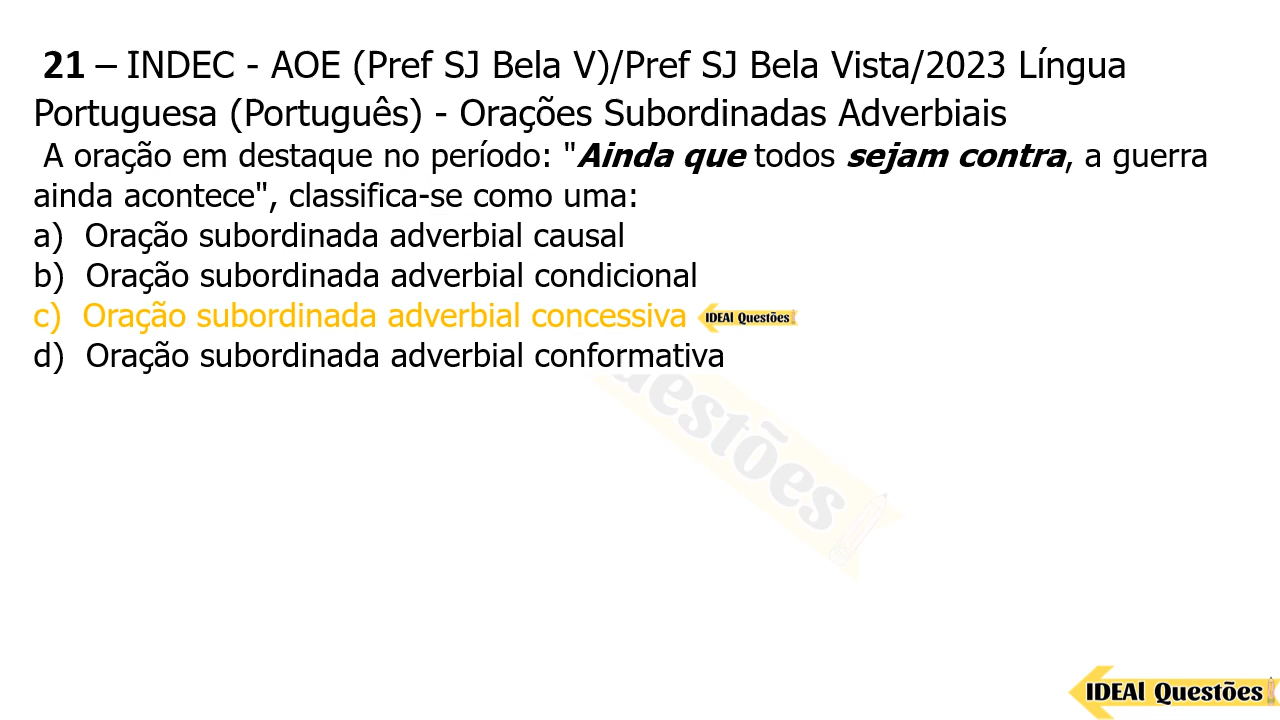 21 – INDEC - AOE (Pref SJ Bela V)/Pref SJ Bela Vista/2023 Língua
Portuguesa (Português) - Orações Subordinadas Adverbiais
A oração em destaque no período: "Ainda que todos sejam contra, a guerra
ainda acontece", classifica-se como uma:
a) Oração subordinada adverbial causal
b) Oração subordinada adverbial condicional
c) Oração subordinada adverbial concessiva IDEAl Questões
d) Oração subordinada adverbial conformativa
uestões
IDEAl Questões